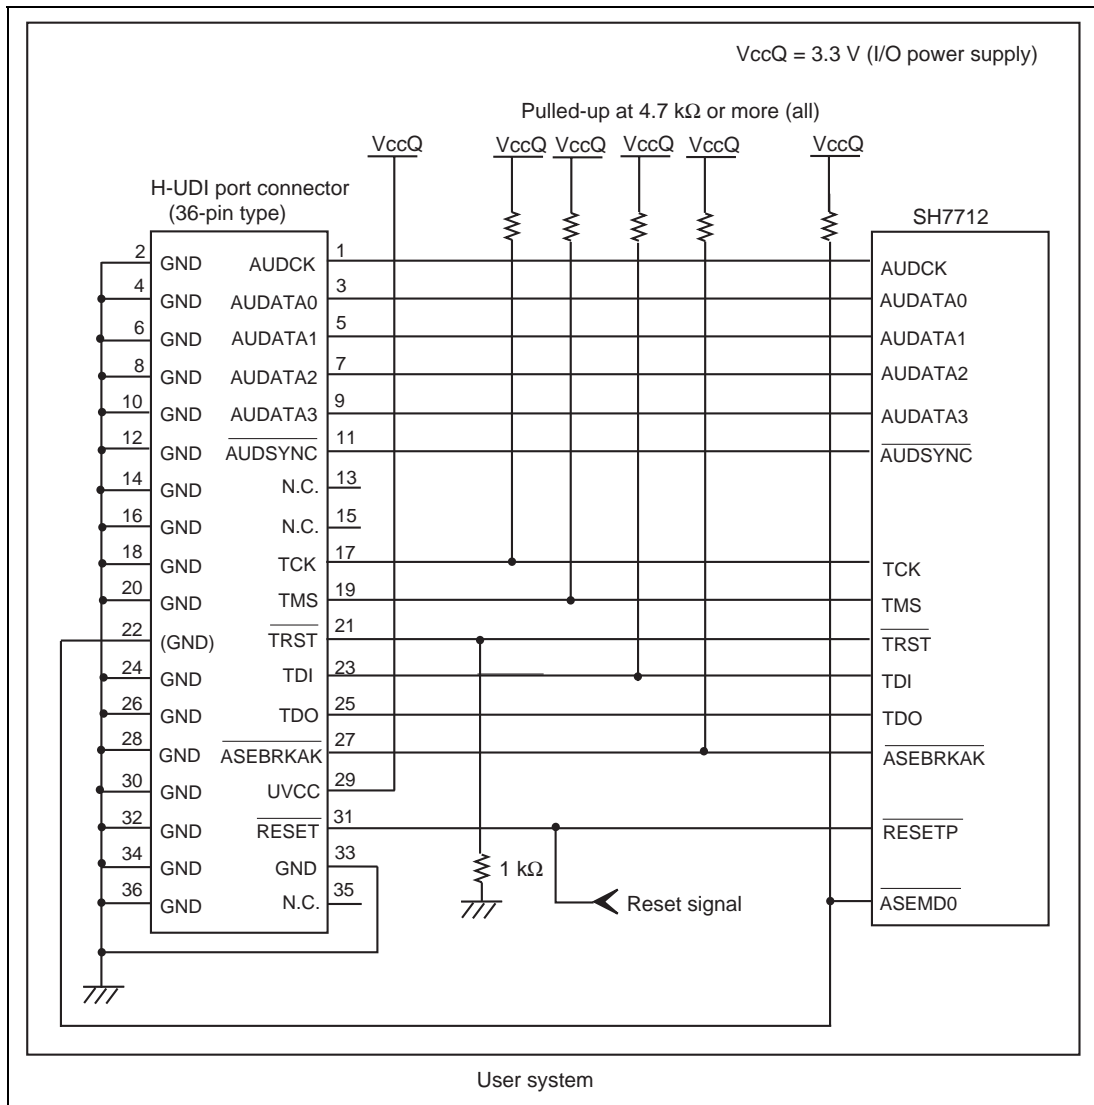 VccQ = 3.3 V (I/O power supply)
Pulled-up at 4.7 kΩ or more (all)
VccQ VccQ VccQ VccQ VccQ VccQ
H-UDI port connector
(36-pin type)
SH7712
2 GND AUDCK 1 AUDCK
4 GND AUDATA0 3 AUDATA0
6 GND AUDATA1 5 AUDATA1
8 GND AUDATA2 7 AUDATA2
10 GND AUDATA3 9 AUDATA3
12 GND AUDSYNC 11 AUDSYNC
14 GND N.C. 13
16 GND N.C. 15
18 GND TCK 17 TCK
20 GND TMS 19 TMS
22 (GND) TRST 21 TRST
24 GND TDI 23 TDI
26 GND TDO 25 TDO
28 GND ASEBRKAK 27 ASEBRKAK
30 GND UVCC 29
32 GND RESET 31 RESETP
34 GND GND 33 1 kΩ
36 GND N.C. 35 Reset signal ASEMD0
User system